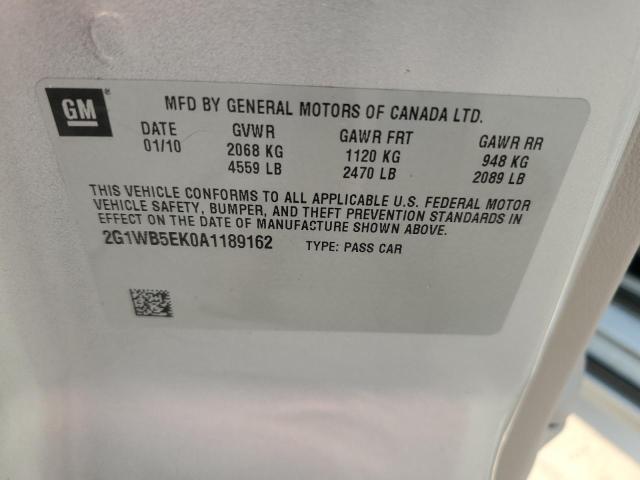 GM
MFD BY GENERAL MOTORS OF CANADA LTD.
DATE GVWR GAWR FRT GAWR RR
01/10 2068 KG 1120 KG 948 KG
4559 LB 2470 LB 2089 LB
THIS VEHICLE CONFORMS TO ALL APPLICABLE U.S. FEDERAL MOTOR
VEHICLE SAFETY, BUMPER, AND THEFT PREVENTION STANDARDS IN
EFFECT ON THE DATE OF MANUFACTURE SHOWN ABOVE.
2G1WB5EK0A1189162 TYPE: PASS CAR